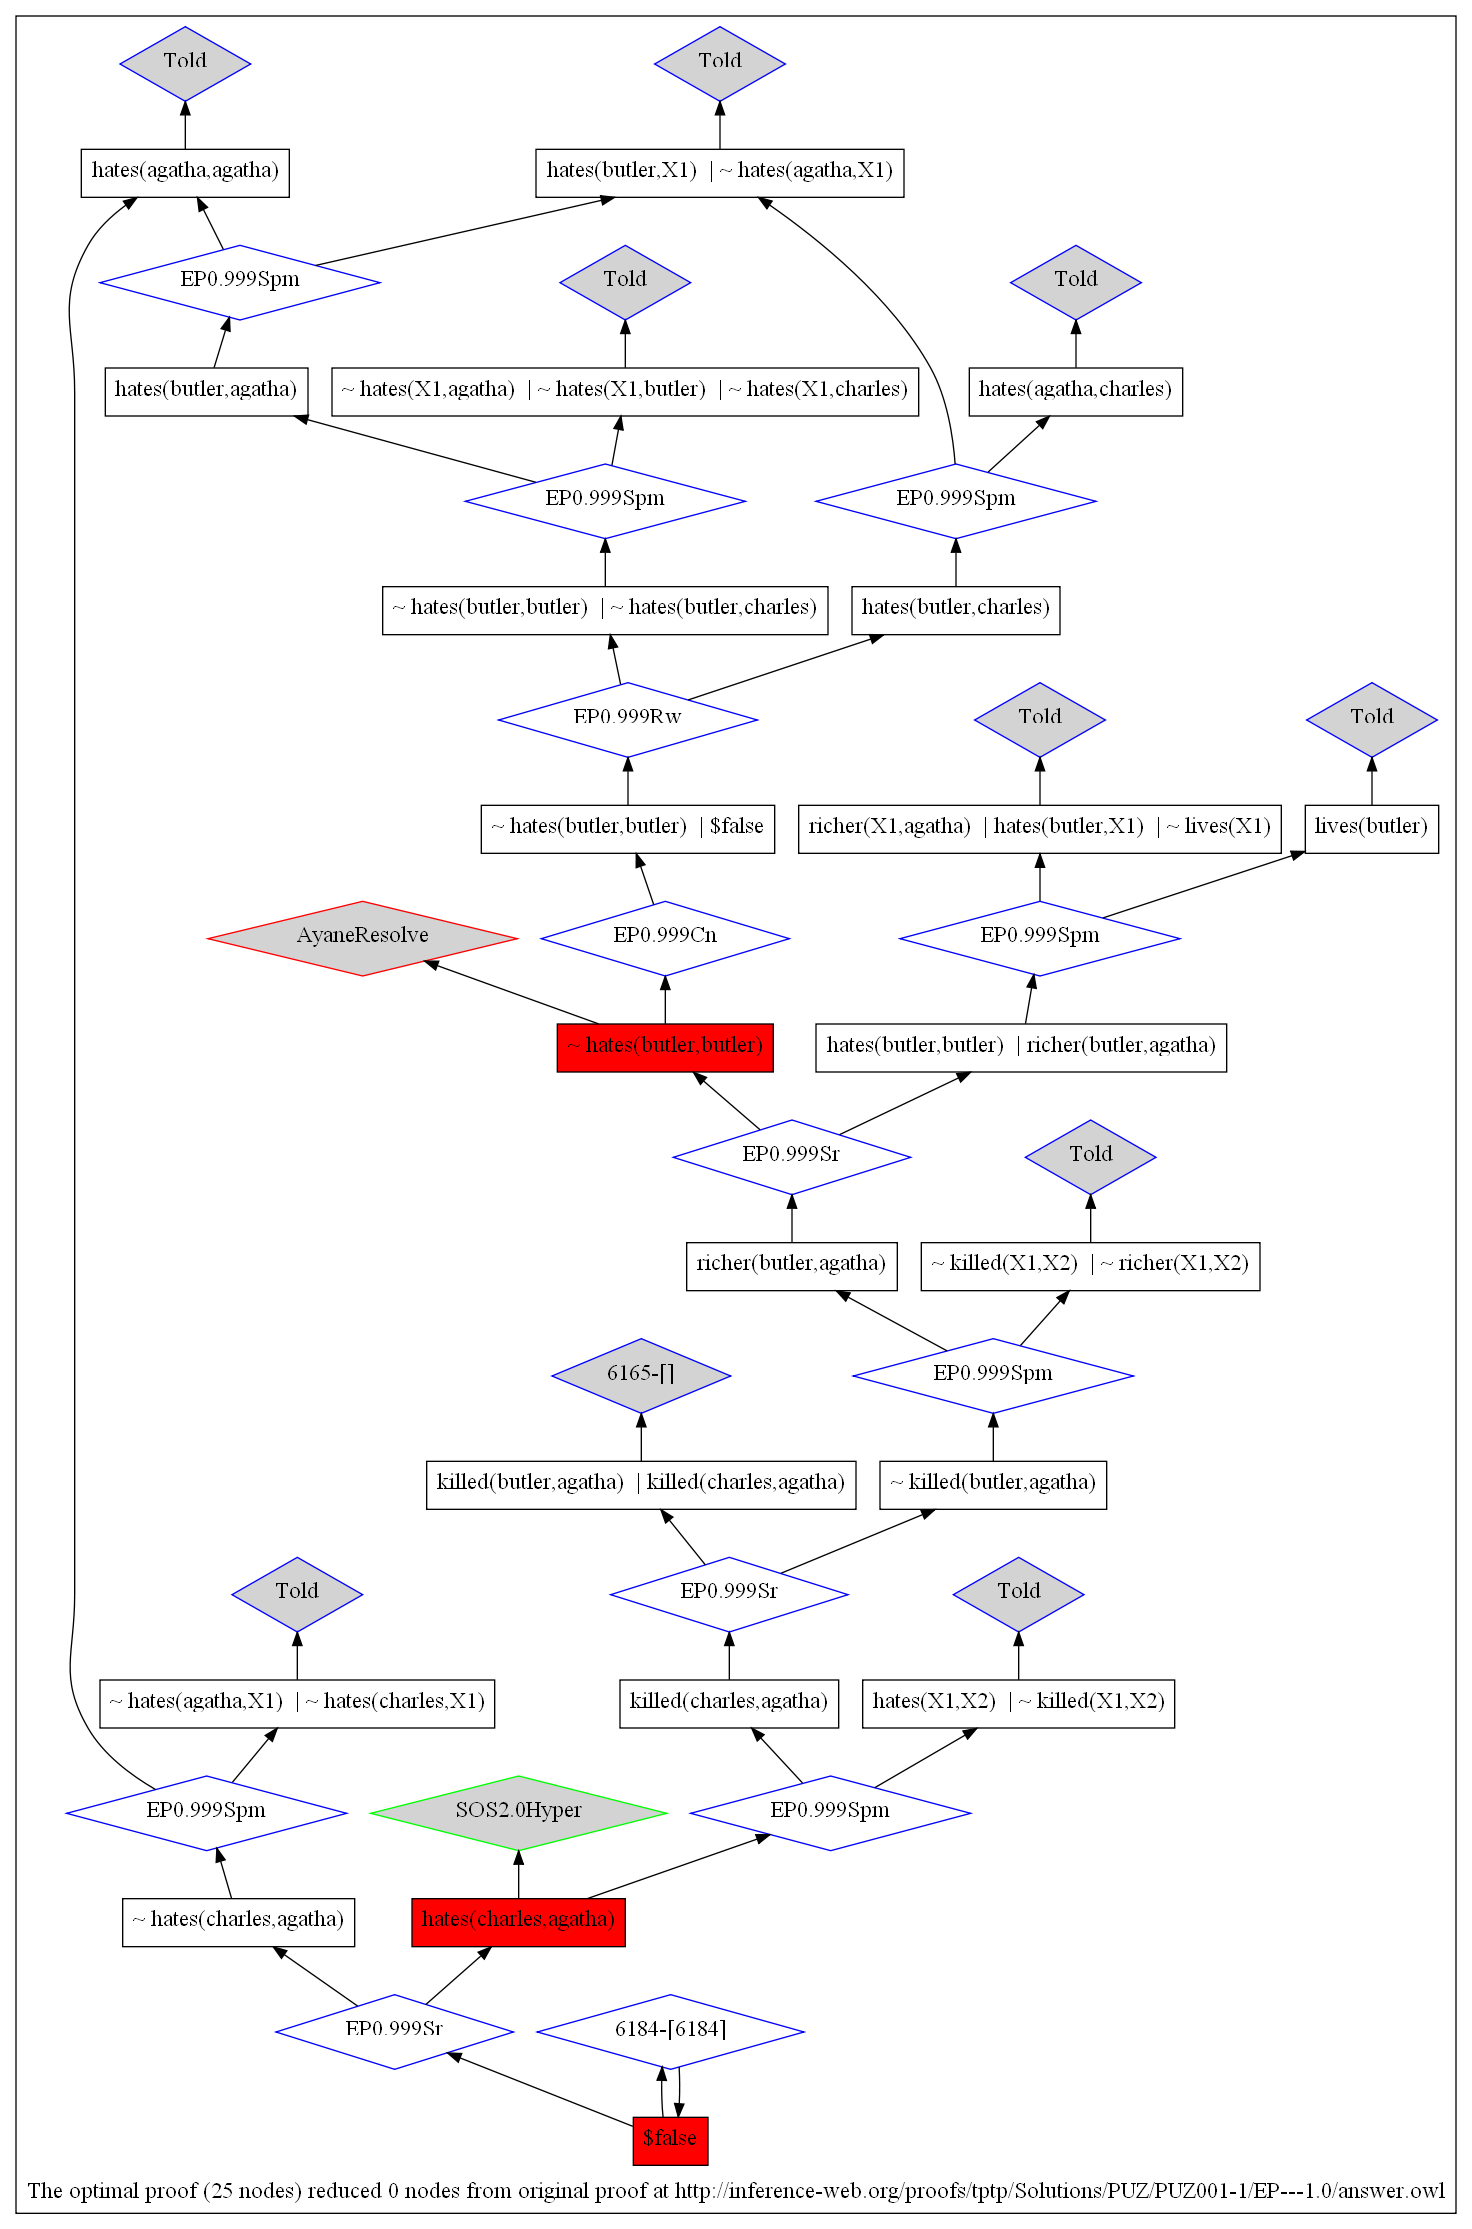 Told
Told
hates(agatha,agatha)
hates(butler,X1) | ~ hates(agatha,X1)
EP0.999Spm
Told
Told
hates(butler,agatha)
~ hates(X1,agatha) | ~ hates(X1,butler) | ~ hates(X1,charles)
hates(agatha,charles)
EP0.999Spm
EP0.999Spm
~ hates(butler,butler) | ~ hates(butler,charles)
hates(butler,charles)
EP0.999Rw
Told
Told
~ hates(butler,butler) | $false
richer(X1,agatha) | hates(butler,X1) | ~ lives(X1)
lives(butler)
AyaneResolve
EP0.999Cn
EP0.999Spm
~ hates(butler,butler)
hates(butler,butler) | richer(butler,agatha)
EP0.999Sr
Told
richer(butler,agatha)
~ killed(X1,X2) | ~ richer(X1,X2)
6165-[]
EP0.999Spm
killed(butler,agatha) | killed(charles,agatha)
~ killed(butler,agatha)
Told
EP0.999Sr
Told
~ hates(agatha,X1) | ~ hates(charles,X1)
killed(charles,agatha)
hates(X1,X2) | ~ killed(X1,X2)
EP0.999Spm
SOS2.0Hyper
EP0.999Spm
~ hates(charles,agatha)
hates(charles,agatha)
EP0.999Sr
6184-[6184]
$false
The optimal proof (25 nodes) reduced 0 nodes from original proof at http://inference-web.org/proofs/tptp/Solutions/PUZ/PUZ001-1/EP---1.0/answer.owl